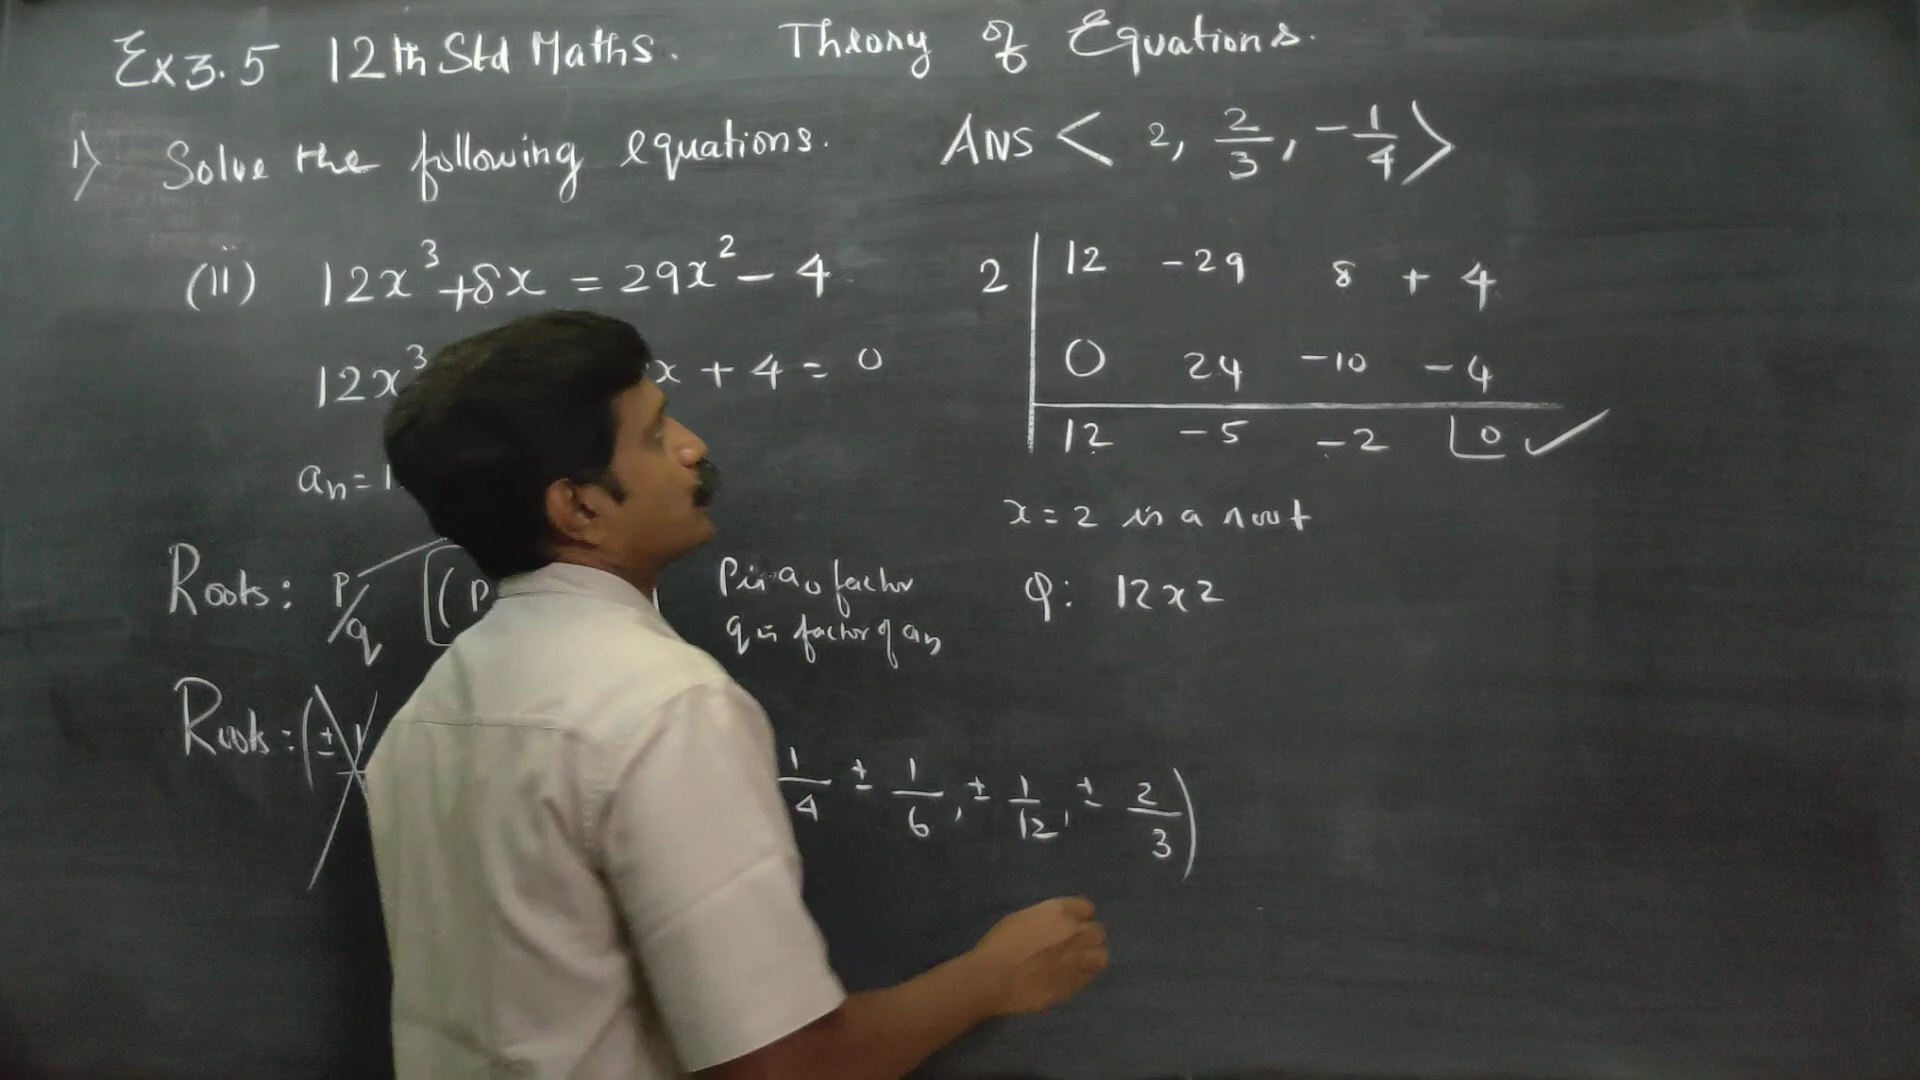 Ex 3.5 12th Std Maths. Theory of Equations.
1) Solve the following equations. ANS < 2, 2/3, -1/4 >
(ii) 12x³+8x = 29x² - 4
12x³ x + 4 = 0
aₙ = 1
Roots: p/q [(p p is a₀ factor
q is factor of aₙ
Roots: (± 1
1/4 ± 1/6, ± 1/12, ± 2/3)
2 | 12 -29 8 + 4
0 24 -10 -4
12 -5 -2 |0 ✓
x = 2 is a root
Q: 12x2